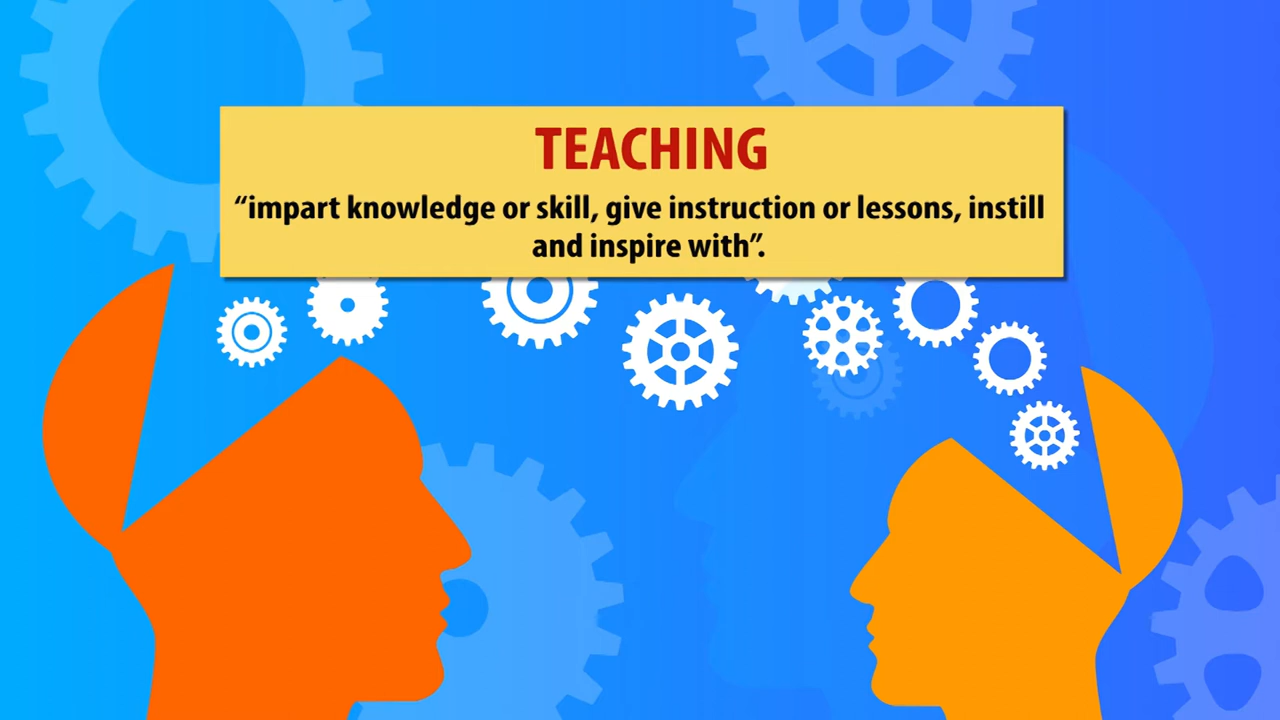 TEACHING
“impart knowledge or skill, give instruction or lessons, instill
and inspire with”.